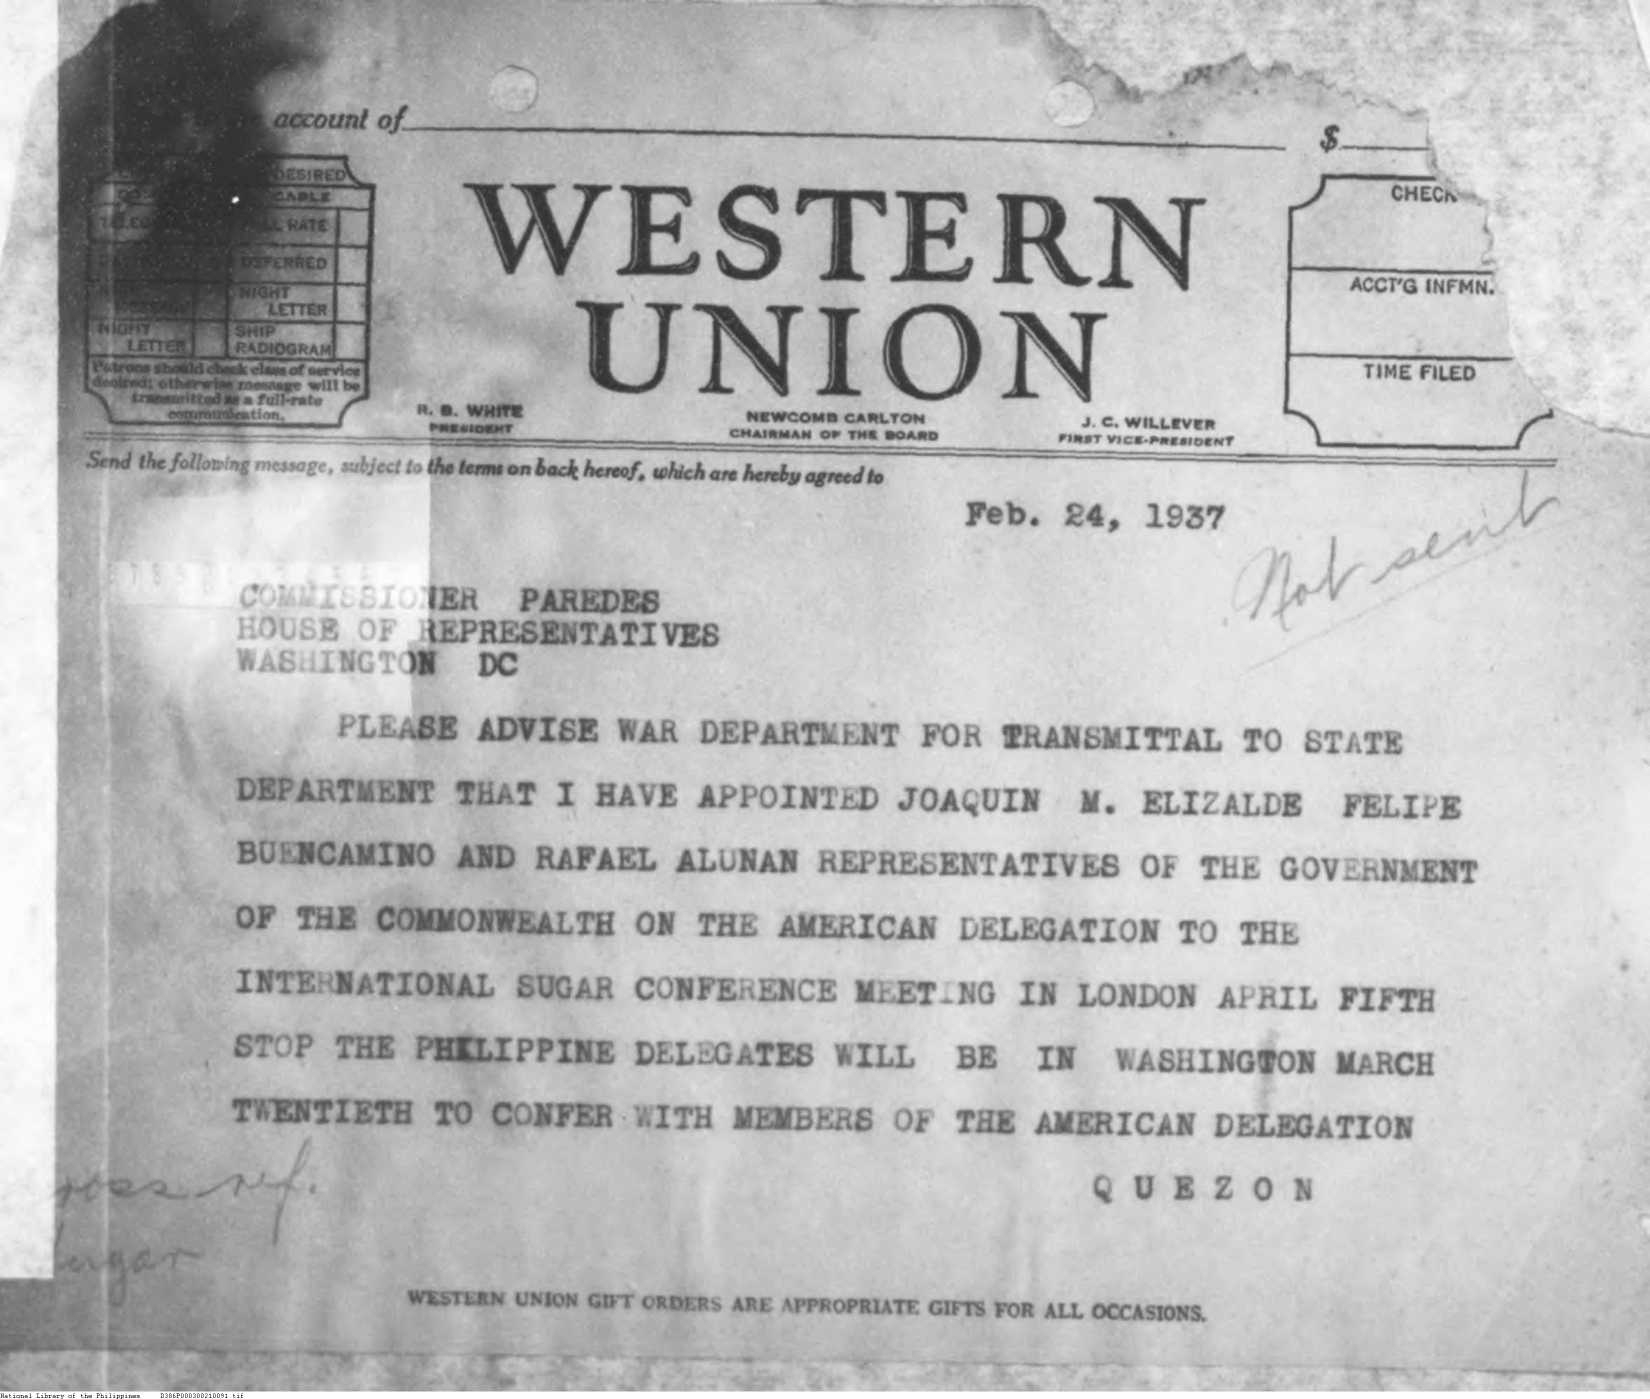 account of
$
DESIRED
CABLE
RATE
DEFERRED
NIGHT
LETTER
NIGHT
LETTER
SHIP
RADIOGRAM
Patrons should check class of service
desired; otherwise message will be
transmitted as a full-rate
communication.
WESTERN
UNION
R. B. WHITE
PRESIDENT
NEWCOMB CARLTON
CHAIRMAN OF THE BOARD
J. C. WILLEVER
FIRST VICE-PRESIDENT
CHECK
ACCT'G INFMN.
TIME FILED
Send the following message, subject to the terms on back hereof, which are hereby agreed to
Feb. 24, 1937
Not sent
COMMISSIONER PAREDES
HOUSE OF REPRESENTATIVES
WASHINGTON DC
PLEASE ADVISE WAR DEPARTMENT FOR TRANSMITTAL TO STATE
DEPARTMENT THAT I HAVE APPOINTED JOAQUIN M. ELIZALDE FELIPE
BUENCAMINO AND RAFAEL ALUNAN REPRESENTATIVES OF THE GOVERNMENT
OF THE COMMONWEALTH ON THE AMERICAN DELEGATION TO THE
INTERNATIONAL SUGAR CONFERENCE MEETING IN LONDON APRIL FIFTH
STOP THE PHILIPPINE DELEGATES WILL BE IN WASHINGTON MARCH
TWENTIETH TO CONFER WITH MEMBERS OF THE AMERICAN DELEGATION
Q U E Z O N
ross ref.
ugar
WESTERN UNION GIFT ORDERS ARE APPROPRIATE GIFTS FOR ALL OCCASIONS.
National Library of the Philippines D386P000300210091.tif